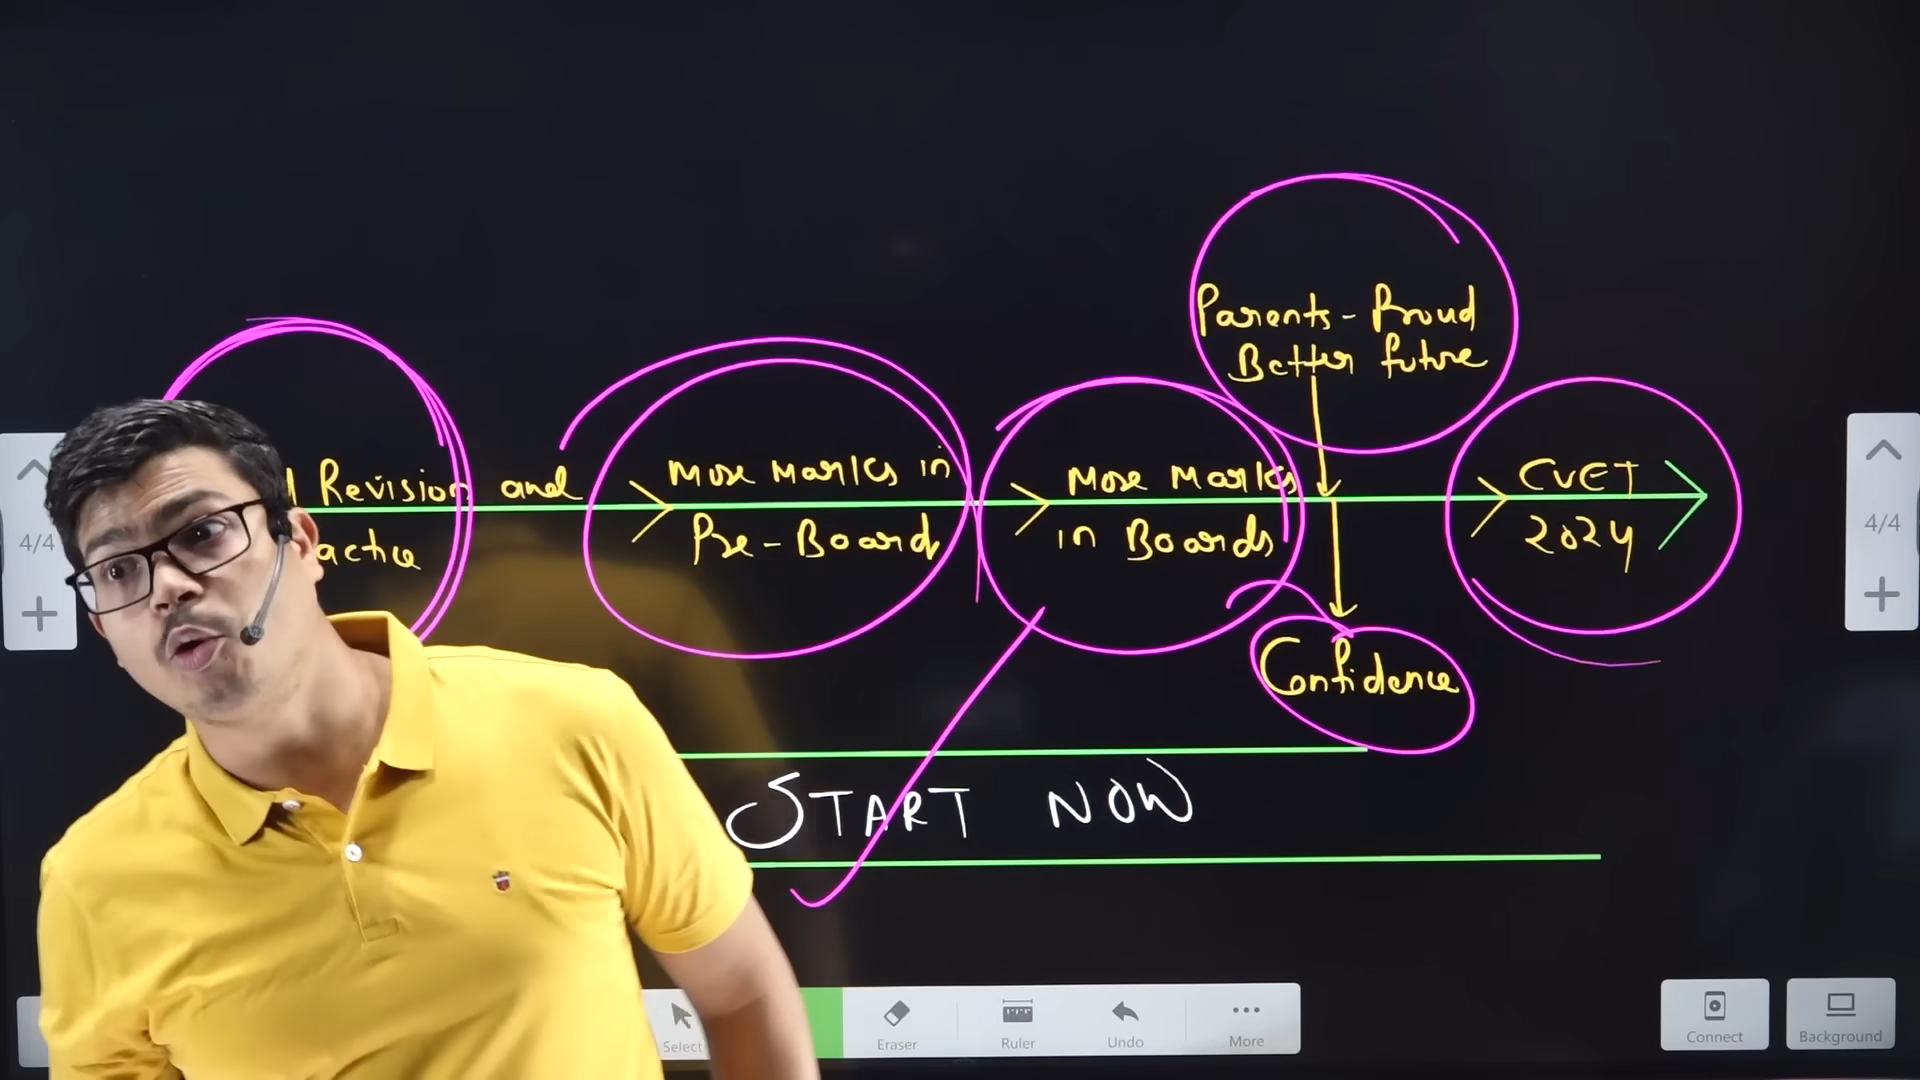 Parents - Proud
Better future
Revision and
actice
More Marks in
Pre-Board
More Marks
in Boards
CUET
2024
Confidence
START NOW
4/4
4/4
Select
Eraser
Ruler
Undo
More
Connect
Background